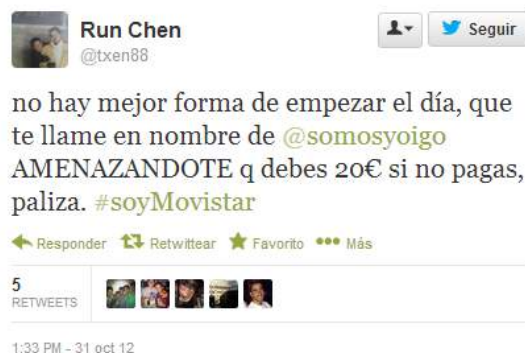 Run Chen
@txen88
Seguir
no hay mejor forma de empezar el día, que
te llame en nombre de @somosyoigo
AMENAZANDOTE q debes 20€ si no pagas,
paliza. #soyMovistar
Responder Retwittear Favorito Más
5
RETWEETS
1:33 PM - 31 oct 12